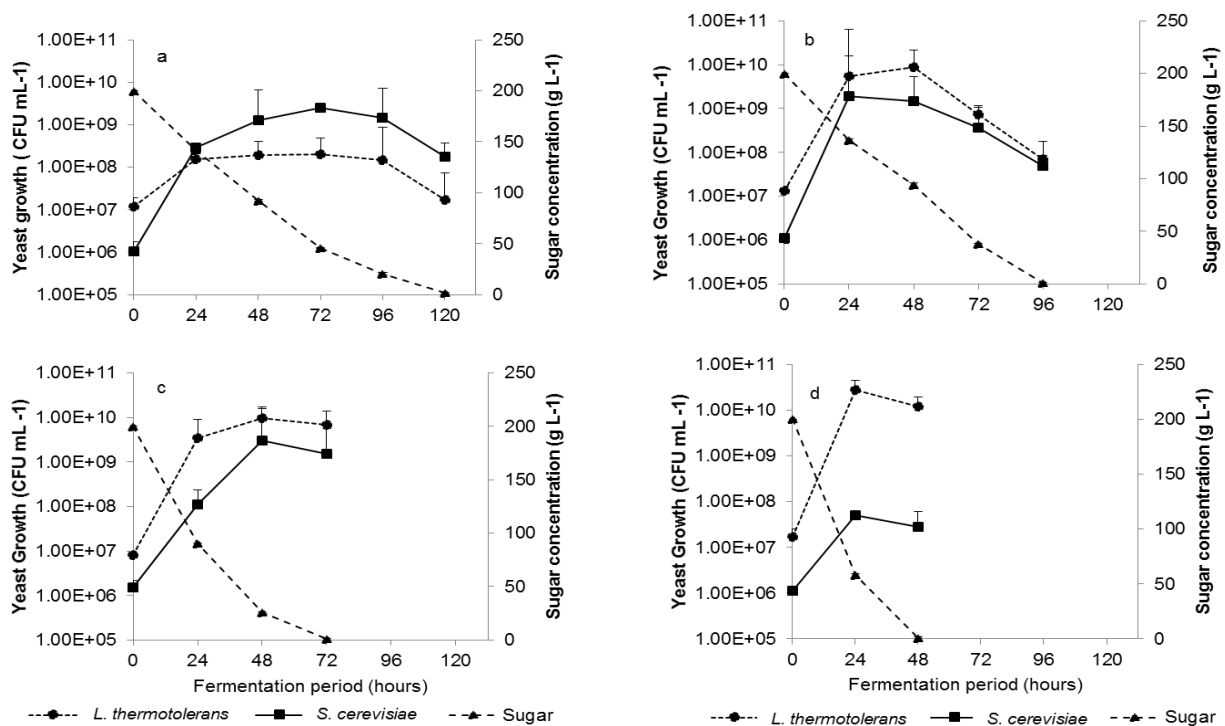 a
Yeast growth ( CFU mL -1)
1.00E+11
1.00E+10
1.00E+09
1.00E+08
1.00E+07
1.00E+06
1.00E+05
250
200
150
100
50
0
Sugar concentration (g L-1)
0 24 48 72 96 120
b
Yeast Growth (CFU mL -1)
1.00E+11
1.00E+10
1.00E+09
1.00E+08
1.00E+07
1.00E+06
1.00E+05
250
200
150
100
50
0
Sugar concentration (g L-1)
0 24 48 72 96 120
c
Yeast Growth (CFU mL -1)
1.00E+11
1.00E+10
1.00E+09
1.00E+08
1.00E+07
1.00E+06
1.00E+05
250
200
150
100
50
0
Sugar concentration (g L-1)
0 24 48 72 96 120
Fermentation period (hours)
L. thermotolerans S. cerevisiae Sugar
d
Yeast Growth (CFU mL -1)
1.00E+11
1.00E+10
1.00E+09
1.00E+08
1.00E+07
1.00E+06
1.00E+05
250
200
150
100
50
0
Sugar concentration (g L-1)
0 24 48 72 96 120
Fermentation period (hours)
L. thermotolerans S. cerevisiae Sugar